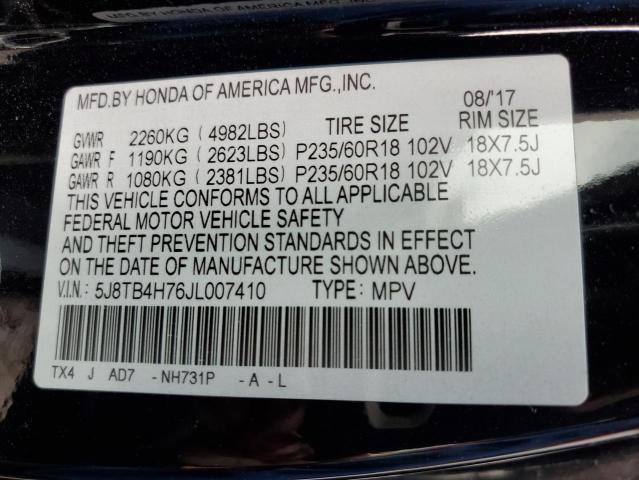 MFD.BY HONDA OF AMERICA MFG.,INC.
08/'17
GVWR 2260KG (4982LBS) TIRE SIZE RIM SIZE
GAWR F 1190KG (2623LBS) P235/60R18 102V 18X7.5J
GAWR R 1080KG (2381LBS) P235/60R18 102V 18X7.5J
THIS VEHICLE CONFORMS TO ALL APPLICABLE
FEDERAL MOTOR VEHICLE SAFETY
AND THEFT PREVENTION STANDARDS IN EFFECT
ON THE DATE OF MANUFACTURE SHOWN ABOVE.
V.I.N: 5J8TB4H76JL007410 TYPE: MPV
TX4 J AD7 -NH731P -A-L